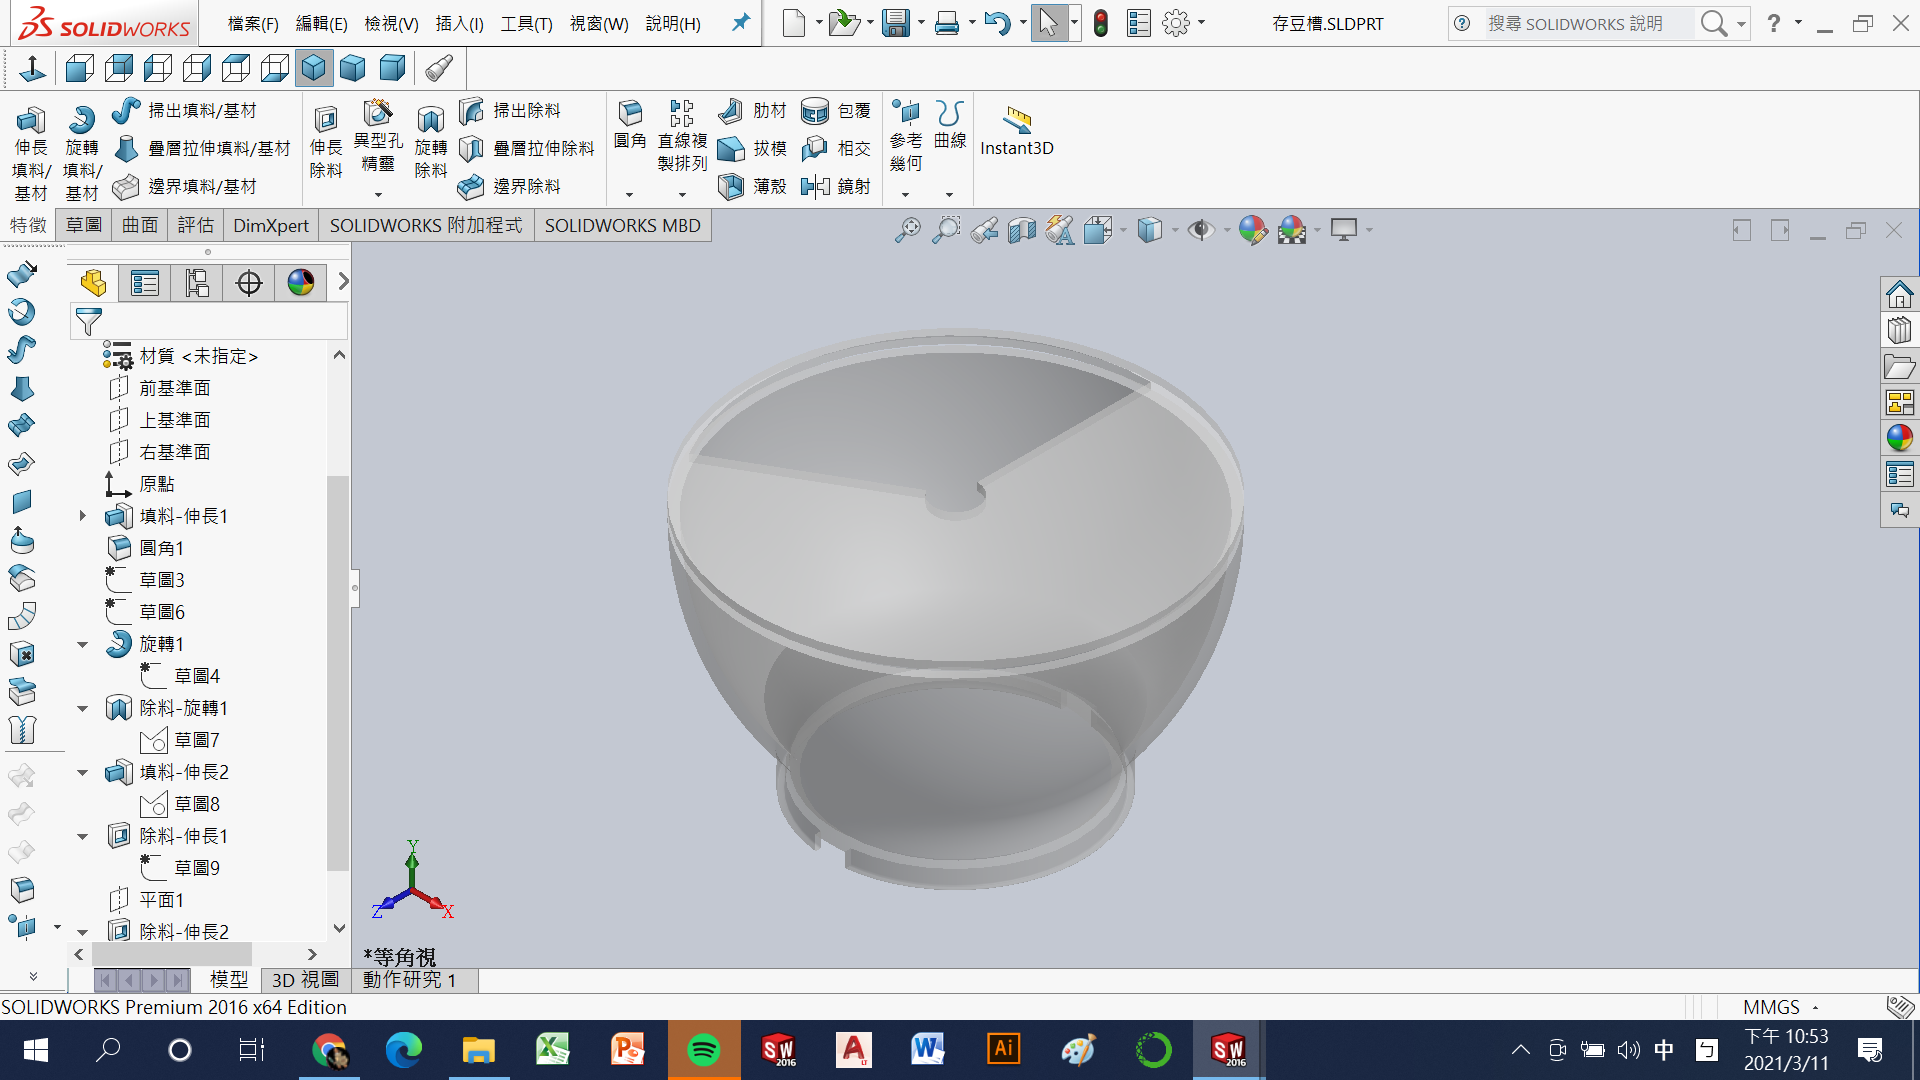 SOLIDWORKS 檔案(F) 編輯(E) 檢視(V) 插入(I) 工具(T) 視窗(W) 說明(H) 存豆槽.SLDPRT 搜尋 SOLIDWORKS 說明
伸長填料/基材
旋轉填料/基材
掃出填料/基材
疊層拉伸填料/基材
邊界填料/基材
伸長除料
異型孔精靈
旋轉除料
掃出除料
疊層拉伸除料
邊界除料
圓角
直線複製排列
肋材
拔模
薄殼
包覆
相交
鏡射
參考幾何
曲線
Instant3D
特徵 草圖 曲面 評估 DimXpert SOLIDWORKS 附加程式 SOLIDWORKS MBD
材質 <未指定>
前基準面
上基準面
右基準面
原點
填料-伸長1
圓角1
草圖3
草圖6
旋轉1
草圖4
除料-旋轉1
草圖7
填料-伸長2
草圖8
除料-伸長1
草圖9
平面1
除料-伸長2
Y
Z
X
*等角視
模型 3D 視圖 動作研究 1
SOLIDWORKS Premium 2016 x64 Edition MMGS
中 ㄅ 下午 10:53
2021/3/11